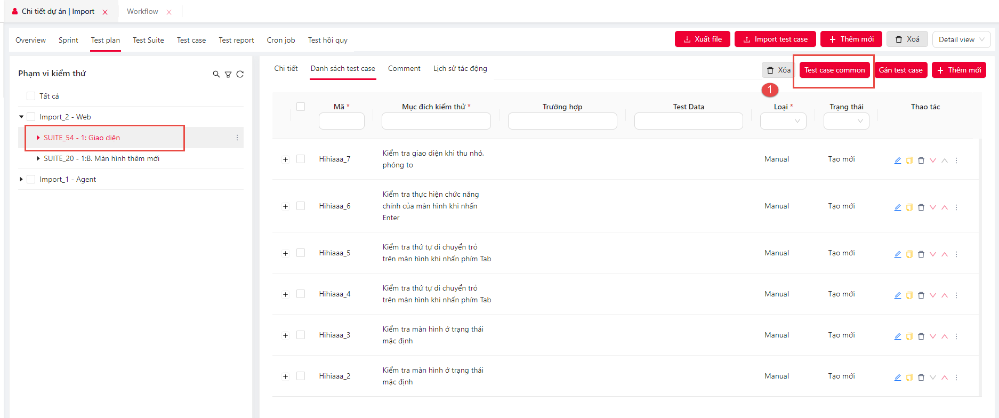 Chi tiết dự án | Import
Workflow
Overview Sprint Test plan Test Suite Test case Test report Cron job Test hồi quy
Xuất file Import test case Thêm mới Xoá Detail view
Phạm vi kiểm thử
Tất cả
Import_2 - Web
SUITE_54 - 1: Giao diện
SUITE_20 - 1:B. Màn hình thêm mới
Import_1 - Agent
Chi tiết Danh sách test case Comment Lịch sử tác động
Xóa Test case common Gán test case Thêm mới
1
Mã * Mục đích kiểm thử * Trường hợp Test Data Loại * Trạng thái Thao tác
Hihiaaa_7 Kiểm tra giao diện khi thu nhỏ, Manual Tạo mới
phóng to
Kiểm tra thực hiện chức năng
Hihiaaa_6 chính của màn hình khi nhấn Manual Tạo mới
Enter
Hihiaaa_5 Kiểm tra thứ tự di chuyển trỏ Manual Tạo mới
trên màn hình khi nhấn phím Tab
Hihiaaa_4 Kiểm tra thứ tự di chuyển trỏ Manual Tạo mới
trên màn hình khi nhấn phím Tab
Hihiaaa_3 Kiểm tra màn hình ở trạng thái Manual Tạo mới
mặc định
Hihiaaa_2 Kiểm tra màn hình ở trạng thái Manual Tạo mới
mặc định